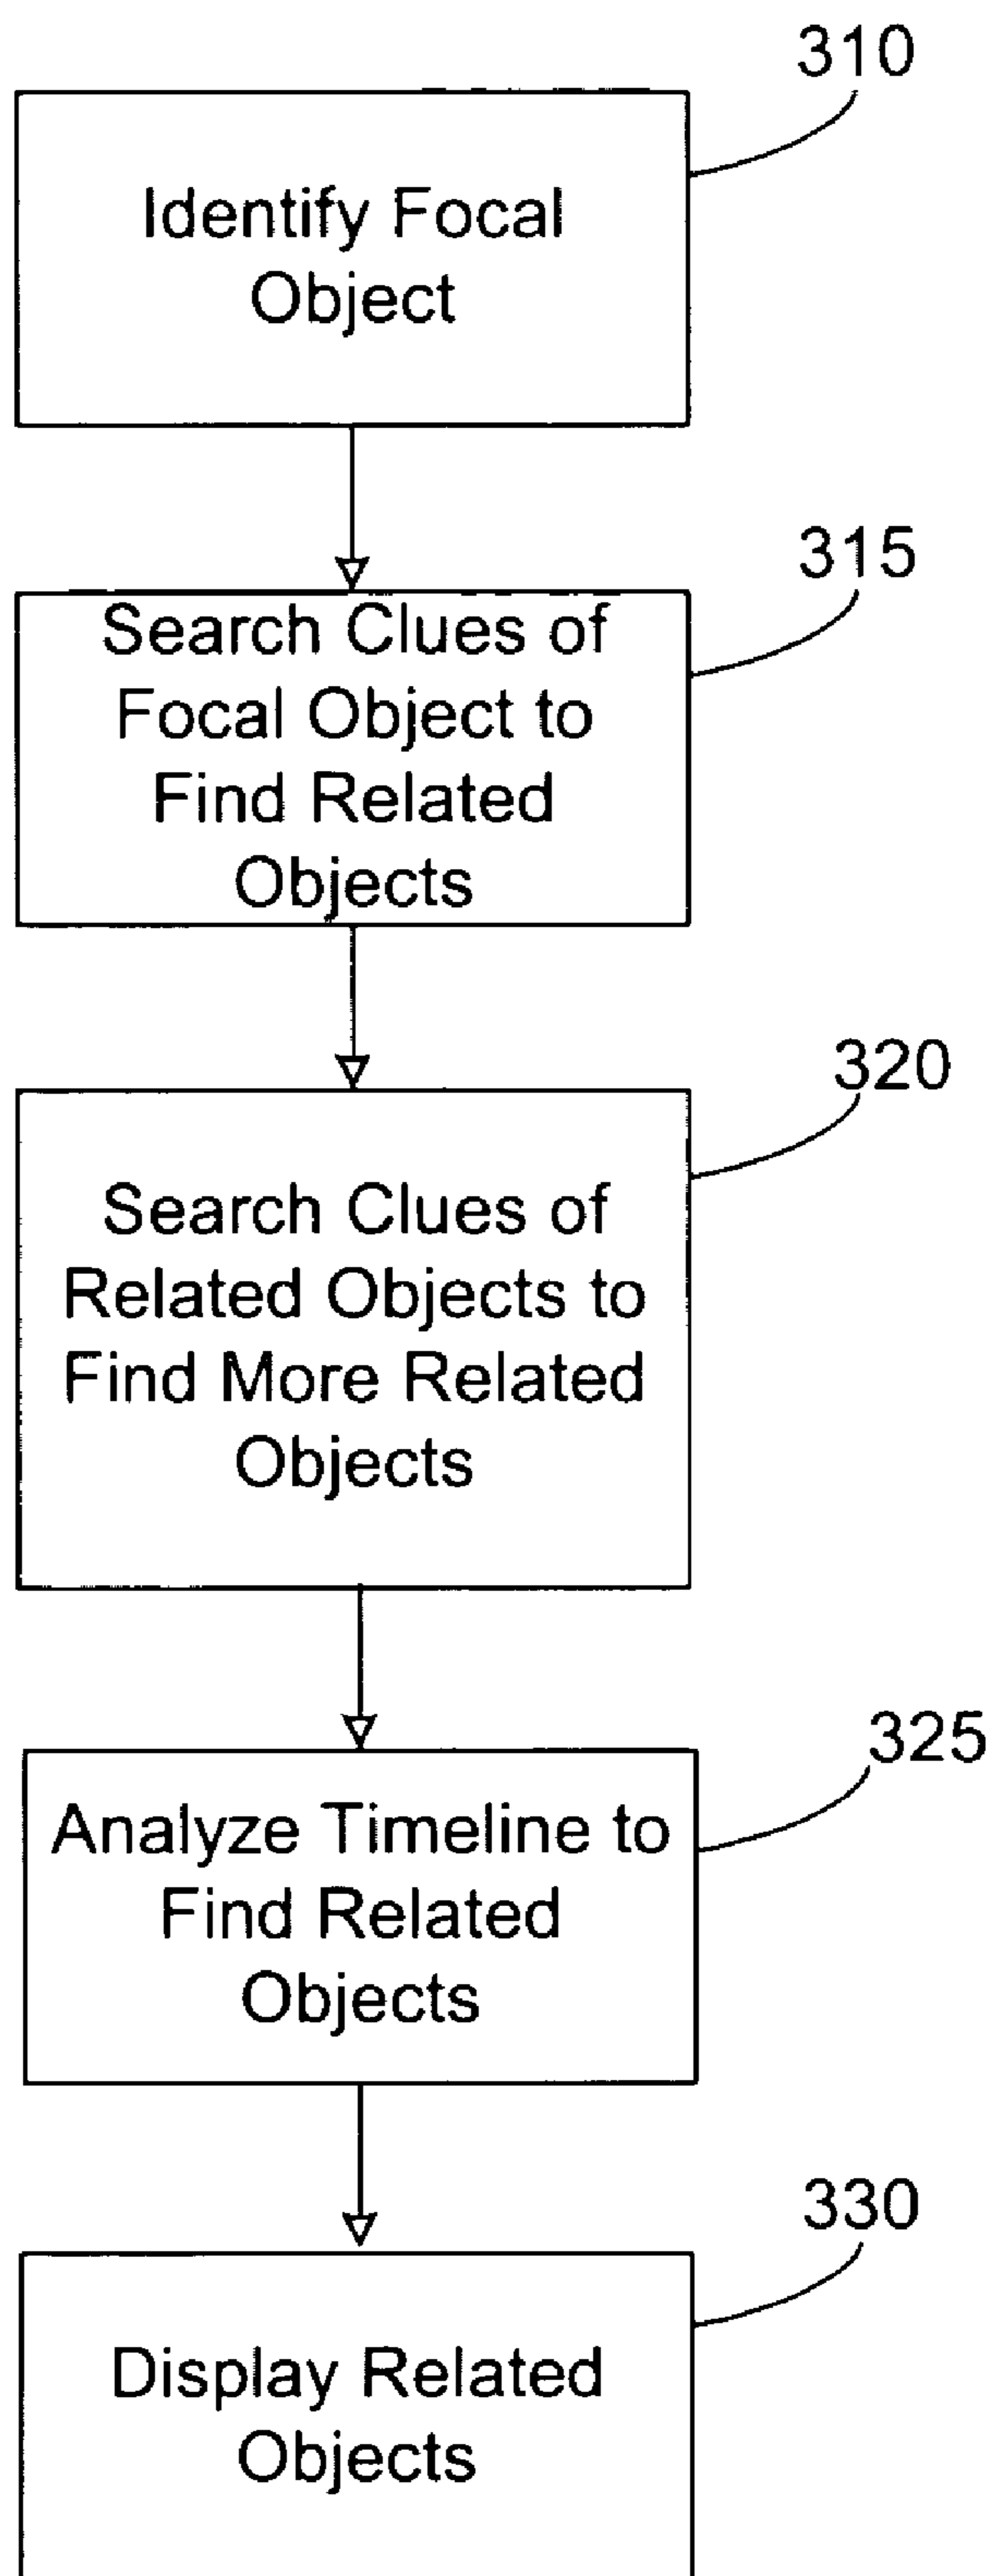 310
Identify Focal
Object
315
Search Clues of
Focal Object to
Find Related
Objects
320
Search Clues of
Related Objects to
Find More Related
Objects
325
Analyze Timeline to
Find Related
Objects
330
Display Related
Objects